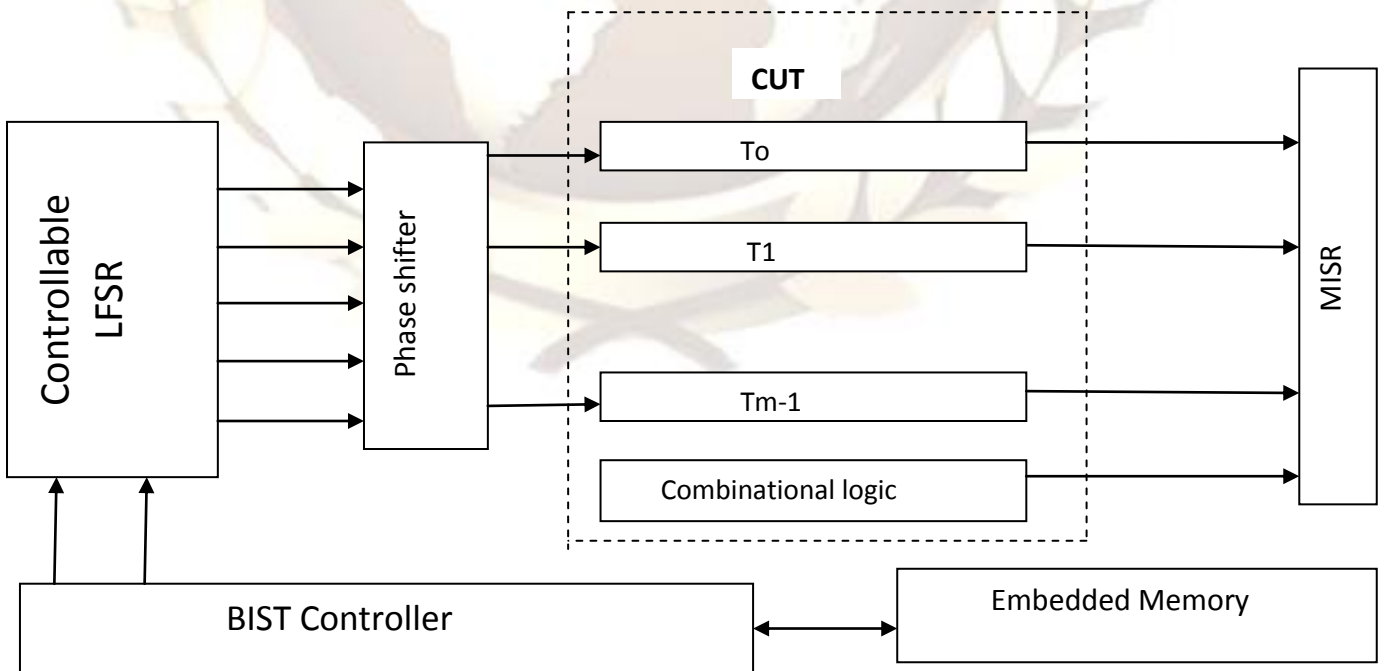 CUT
Controllable
LFSR
Phase shifter
To
T1
Tm-1
Combinational logic
MISR
BIST Controller
Embedded Memory